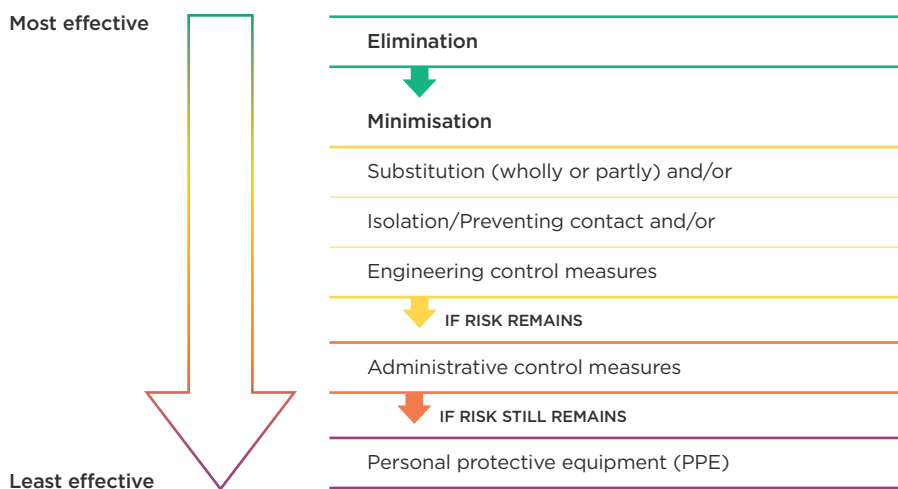 Most effective
Elimination
Minimisation
Substitution (wholly or partly) and/or
Isolation/Preventing contact and/or
Engineering control measures
IF RISK REMAINS
Administrative control measures
IF RISK STILL REMAINS
Personal protective equipment (PPE)
Least effective